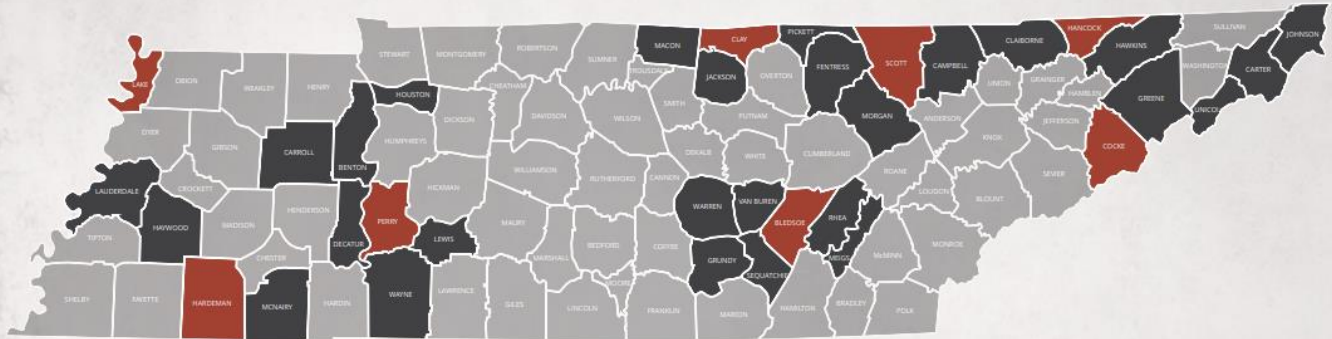 STEWART
MONTGOMERY
ROBERTSON
SUMNER
MACON
CLAY
PICKETT
SCOTT
CAMPBELL
CLAIBORNE
HANCOCK
HAWKINS
SULLIVAN
JOHNSON
LAKE
OBION
WEAKLEY
HENRY
HOUSTON
CHEATHAM
TROUSDALE
JACKSON
OVERTON
FENTRESS
UNION
GRAINGER
HAMBLEN
GREENE
WASHINGTON
CARTER
UNICOI
DYER
GIBSON
CARROLL
BENTON
HUMPHREYS
DICKSON
DAVIDSON
WILSON
SMITH
PUTNAM
MORGAN
ANDERSON
KNOX
JEFFERSON
COCKE
LAUDERDALE
CROCKETT
HENDERSON
DECATUR
PERRY
HICKMAN
WILLIAMSON
RUTHERFORD
CANNON
DEKALB
WHITE
CUMBERLAND
ROANE
LOUDON
BLOUNT
SEVIER
TIPTON
HAYWOOD
MADISON
CHESTER
LEWIS
MAURY
BEDFORD
COFFEE
WARREN
VAN BUREN
BLEDSOE
RHEA
MEIGS
McMINN
MONROE
SHELBY
FAYETTE
HARDEMAN
MCNAIRY
HARDIN
WAYNE
LAWRENCE
GILES
MARSHALL
LINCOLN
MOORE
FRANKLIN
GRUNDY
SEQUATCHIE
MARION
HAMILTON
BRADLEY
POLK